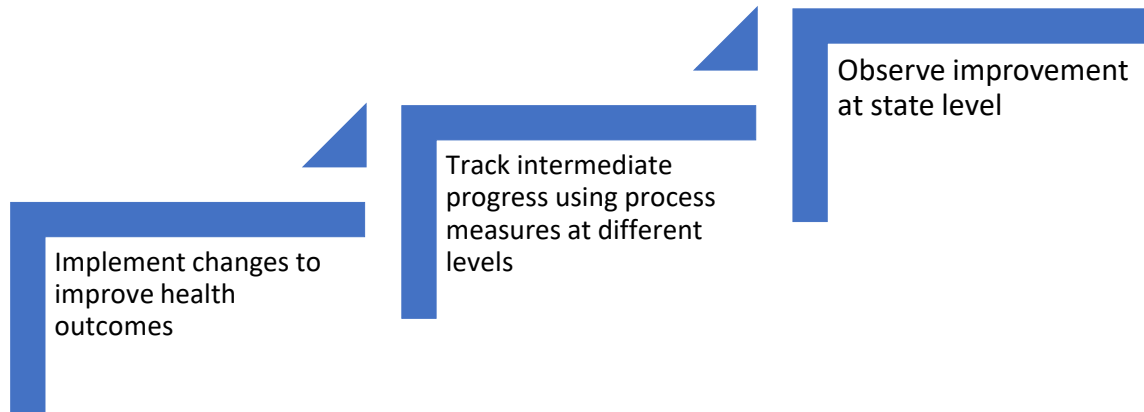 Implement changes to
improve health
outcomes
Track intermediate
progress using process
measures at different
levels
Observe improvement
at state level